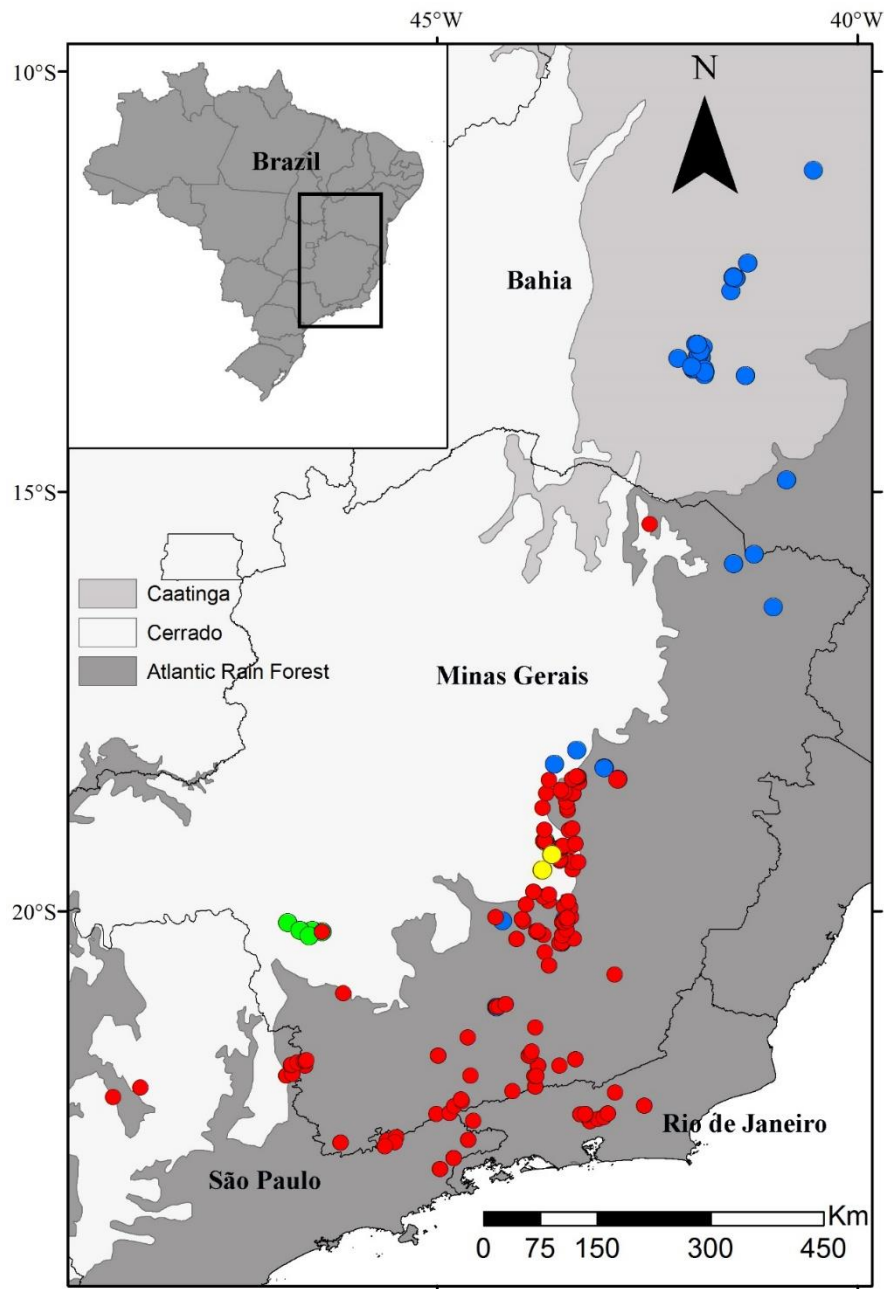 45°W
40°W
10°S
N
Brazil
Bahia
15°S
Caatinga
Cerrado
Atlantic Rain Forest
Minas Gerais
20°S
Rio de Janeiro
São Paulo
Km
0 75 150 300 450